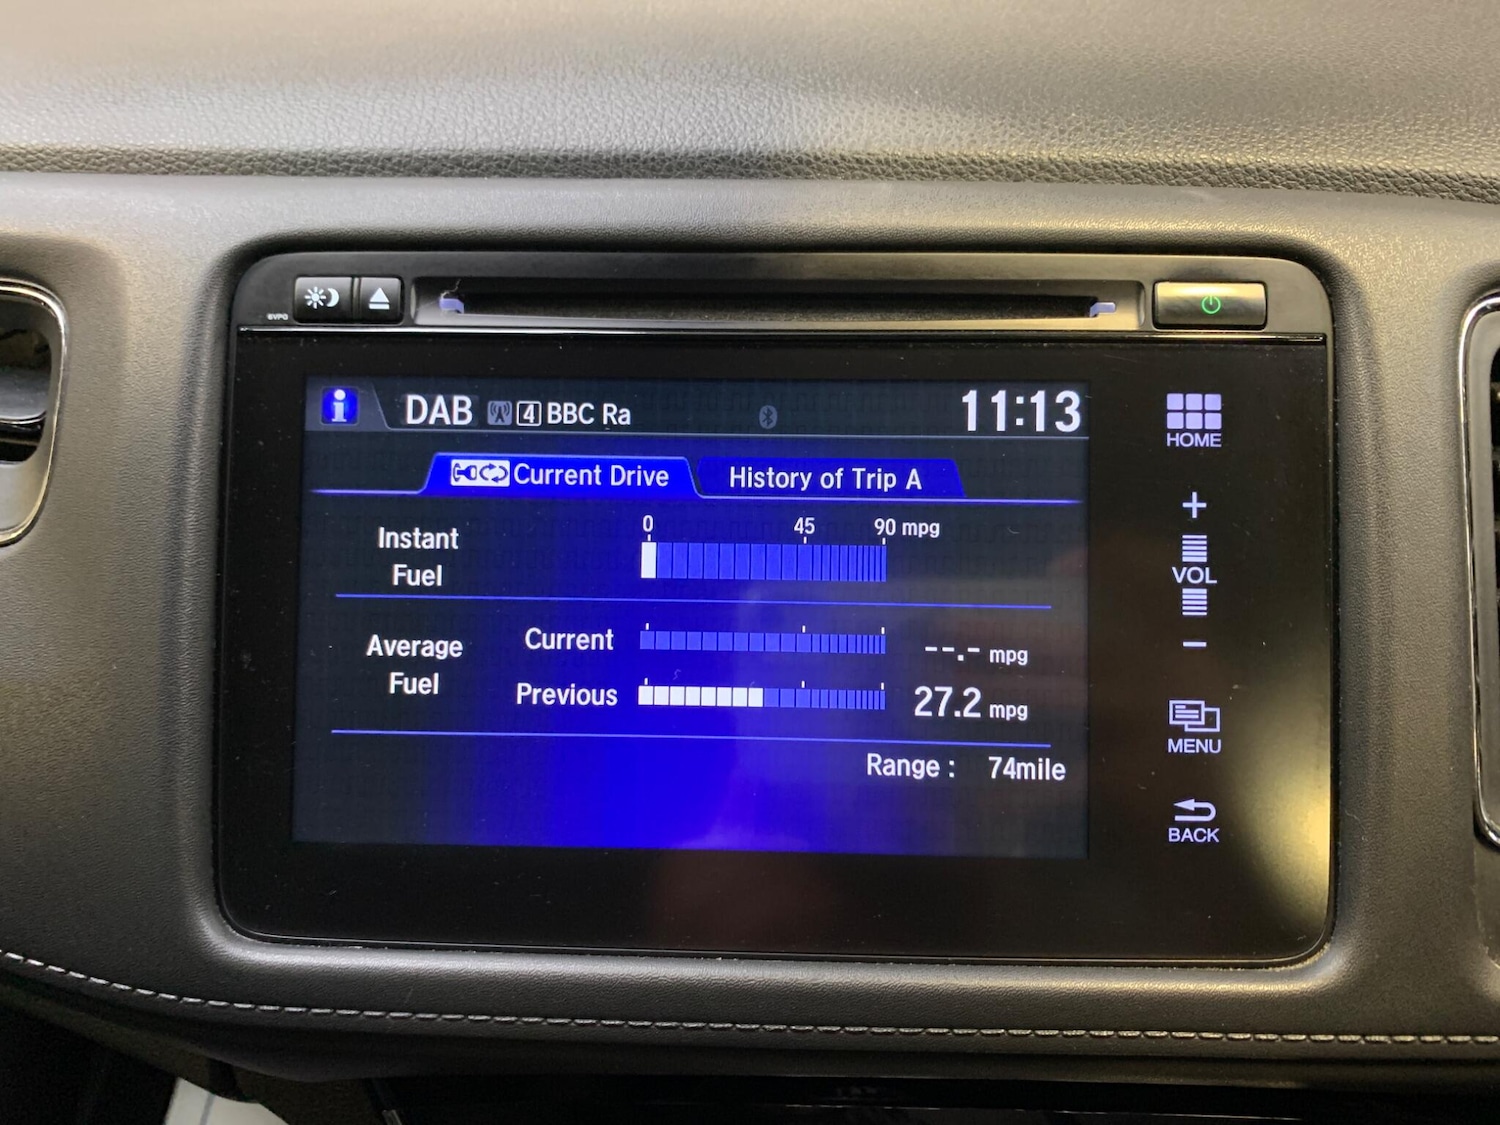 DAB 4 BBC Ra 11:13
HOME
Current Drive History of Trip A
0 45 90 mpg
Instant
Fuel
VOL
Average
Fuel
Current --.- mpg
Previous 27.2 mpg
MENU
Range : 74mile
BACK